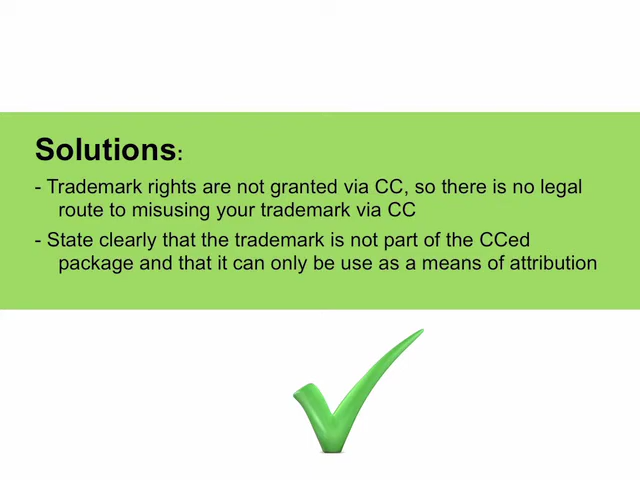 Solutions:
- Trademark rights are not granted via CC, so there is no legal
route to misusing your trademark via CC
- State clearly that the trademark is not part of the CCed
package and that it can only be use as a means of attribution